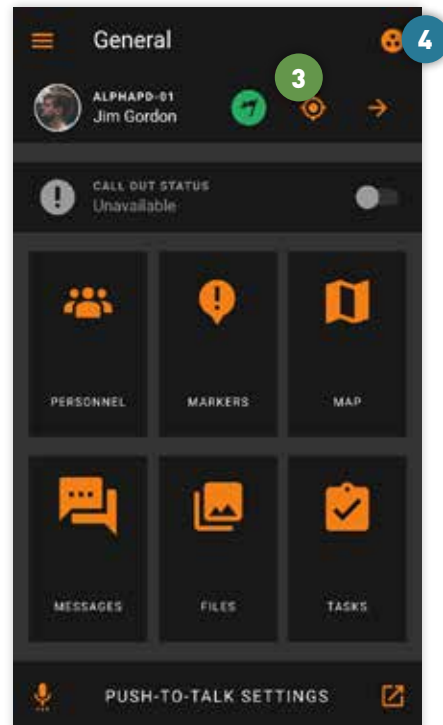 General
4
3
ALPHAPD-01
Jim Gordon
CALL OUT STATUS
Unavailable
PERSONNEL
MARKERS
MAP
MESSAGES
FILES
TASKS
PUSH-TO-TALK SETTINGS